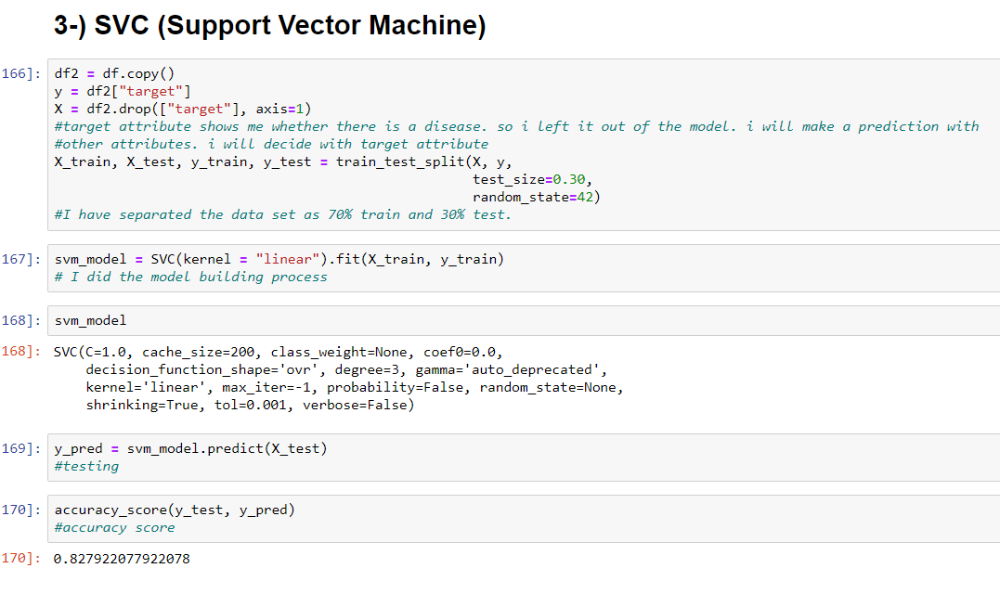 3-) SVC (Support Vector Machine)
166]: df2 = df.copy()
y = df2["target"]
X = df2.drop(["target"], axis=1)
#target attribute shows me whether there is a disease. so i left it out of the model. i will make a prediction with
#other attributes. i will decide with target attribute
X_train, X_test, y_train, y_test = train_test_split(X, y,
test_size=0.30,
random_state=42)
#I have separated the data set as 70% train and 30% test.
167]: svm_model = SVC(kernel = "linear").fit(X_train, y_train)
# I did the model building process
168]: svm_model
168]: SVC(C=1.0, cache_size=200, class_weight=None, coef0=0.0,
decision_function_shape='ovr', degree=3, gamma='auto_deprecated',
kernel='linear', max_iter=-1, probability=False, random_state=None,
shrinking=True, tol=0.001, verbose=False)
169]: y_pred = svm_model.predict(X_test)
#testing
170]: accuracy_score(y_test, y_pred)
#accuracy score
170]: 0.827922077922078